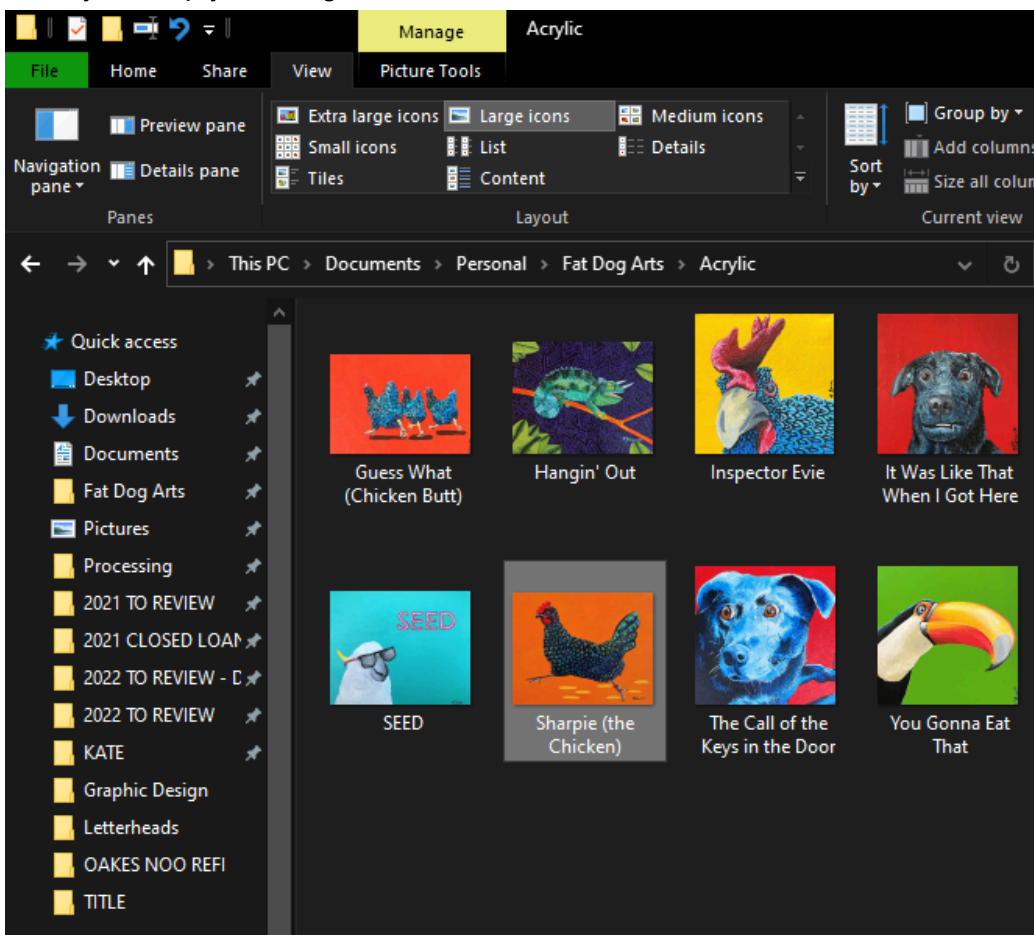 Manage Acrylic
File Home Share View Picture Tools
Navigation pane
Preview pane
Details pane
Panes
Extra large icons Large icons Medium icons
Small icons List Details
Tiles Content
Layout
Sort by
Group by
Add columns
Size all colum
Current view
This PC > Documents > Personal > Fat Dog Arts > Acrylic
Quick access
Desktop
Downloads
Documents
Fat Dog Arts
Pictures
Processing
2021 TO REVIEW
2021 CLOSED LOAN
2022 TO REVIEW - D
2022 TO REVIEW
KATE
Graphic Design
Letterheads
OAKES NOO REFI
TITLE
Guess What
(Chicken Butt)
Hangin' Out
Inspector Evie
It Was Like That
When I Got Here
SEED
SEED
Sharpie (the
Chicken)
The Call of the
Keys in the Door
You Gonna Eat
That